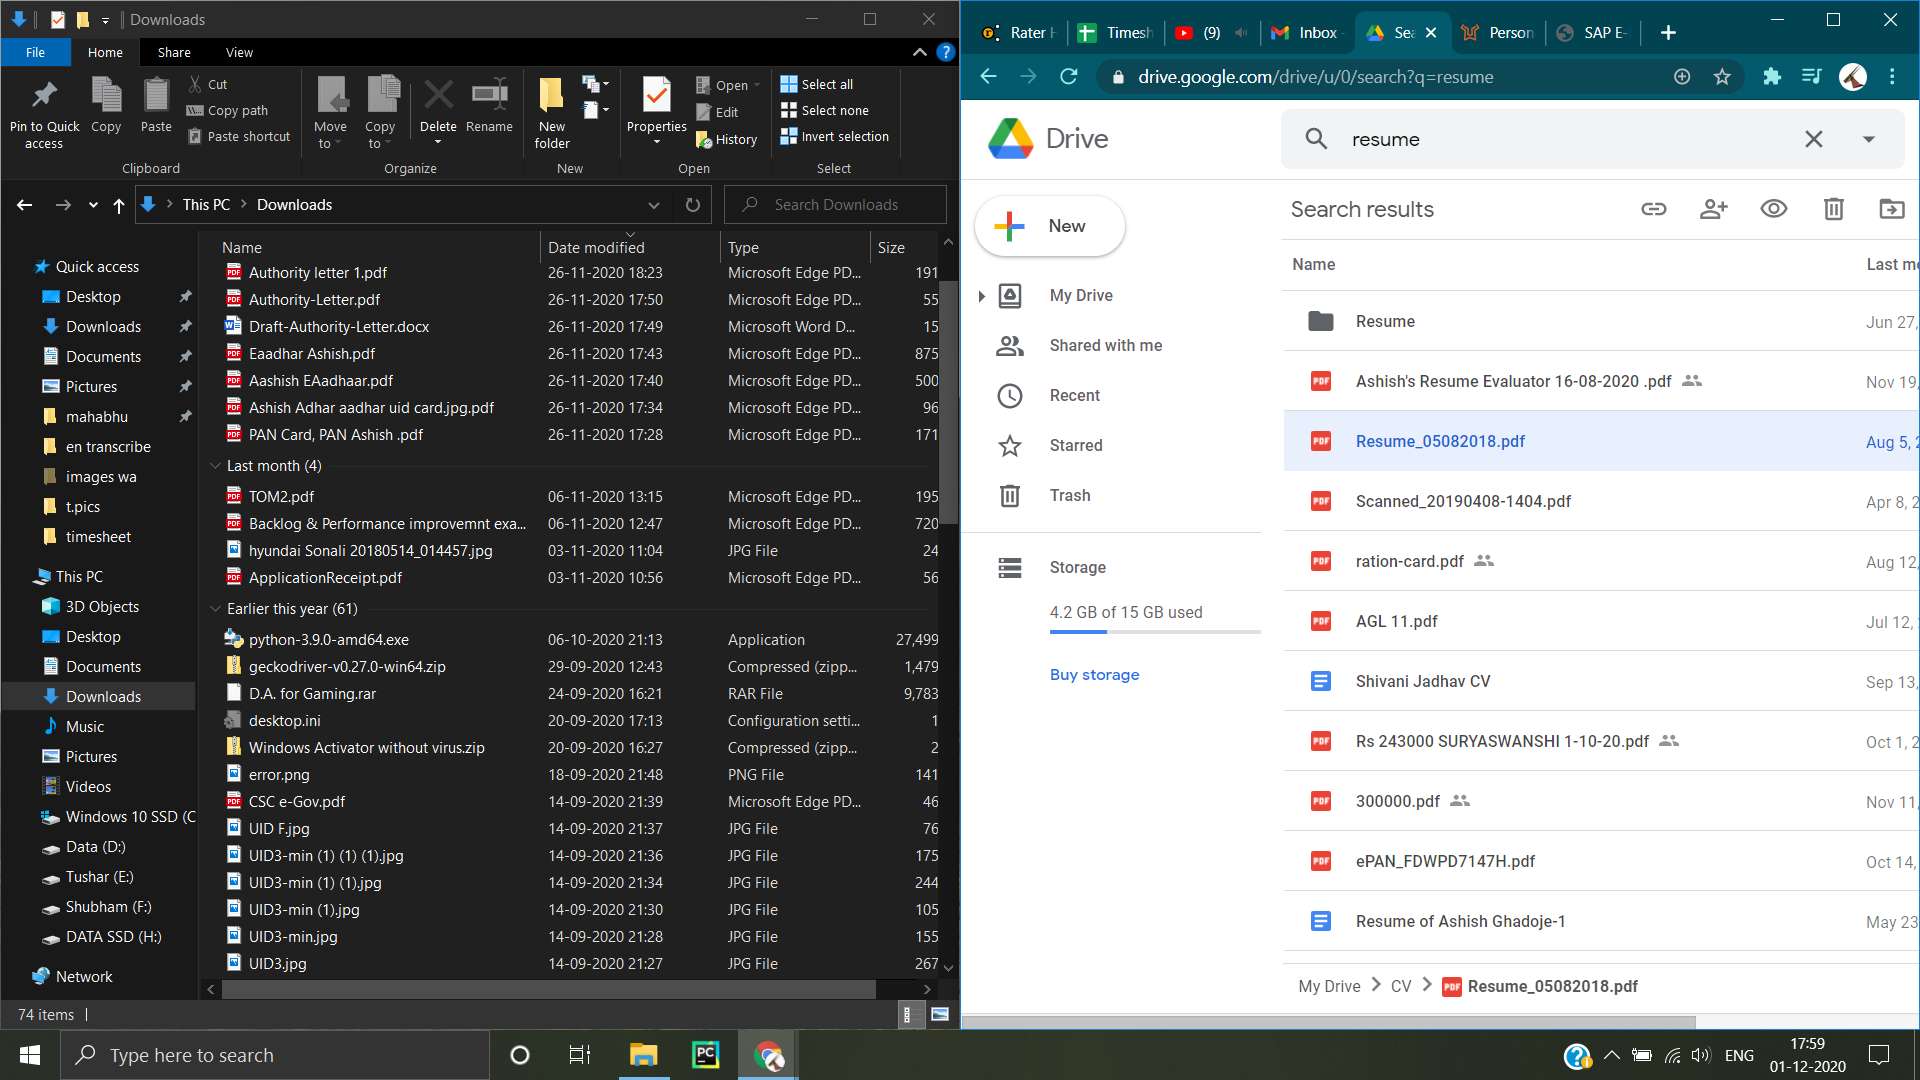 Downloads
File Home Share View
Pin to Quick access
Copy
Paste
Cut
Copy path
Paste shortcut
Clipboard
Move to
Copy to
Delete
Rename
Organize
New folder
New
Properties
Open
Edit
History
Open
Select all
Select none
Invert selection
Select
This PC Downloads
Search Downloads
Quick access
Desktop
Downloads
Documents
Pictures
mahabhu
en transcribe
images wa
t.pics
timesheet
This PC
3D Objects
Desktop
Documents
Downloads
Music
Pictures
Videos
Windows 10 SSD (C
Data (D:)
Tushar (E:)
Shubham (F:)
DATA SSD (H:)
Network
Name Date modified Type Size
Authority letter 1.pdf 26-11-2020 18:23 Microsoft Edge PD... 191
Authority-Letter.pdf 26-11-2020 17:50 Microsoft Edge PD... 55
Draft-Authority-Letter.docx 26-11-2020 17:49 Microsoft Word D... 15
Eaadhar Ashish.pdf 26-11-2020 17:43 Microsoft Edge PD... 875
Aashish EAadhaar.pdf 26-11-2020 17:40 Microsoft Edge PD... 500
Ashish Adhar aadhar uid card.jpg.pdf 26-11-2020 17:34 Microsoft Edge PD... 96
PAN Card, PAN Ashish .pdf 26-11-2020 17:28 Microsoft Edge PD... 171
Last month (4)
TOM2.pdf 06-11-2020 13:15 Microsoft Edge PD... 195
Backlog & Performance improvemnt exa... 06-11-2020 12:47 Microsoft Edge PD... 720
hyundai Sonali 20180514_014457.jpg 03-11-2020 11:04 JPG File 24
ApplicationReceipt.pdf 03-11-2020 10:56 Microsoft Edge PD... 56
Earlier this year (61)
python-3.9.0-amd64.exe 06-10-2020 21:13 Application 27,499
geckodriver-v0.27.0-win64.zip 29-09-2020 12:43 Compressed (zipp... 1,479
D.A. for Gaming.rar 24-09-2020 16:21 RAR File 9,783
desktop.ini 20-09-2020 17:13 Configuration setti... 1
Windows Activator without virus.zip 20-09-2020 16:27 Compressed (zipp... 2
error.png 18-09-2020 21:48 PNG File 141
CSC e-Gov.pdf 14-09-2020 21:39 Microsoft Edge PD... 46
UID F.jpg 14-09-2020 21:37 JPG File 76
UID3-min (1) (1) (1).jpg 14-09-2020 21:36 JPG File 175
UID3-min (1) (1).jpg 14-09-2020 21:34 JPG File 244
UID3-min (1).jpg 14-09-2020 21:30 JPG File 105
UID3-min.jpg 14-09-2020 21:28 JPG File 155
UID3.jpg 14-09-2020 21:27 JPG File 267
74 items
Rater H Timesh (9) Inbox Sea Person SAP E-
drive.google.com/drive/u/0/search?q=resume
Drive
resume
New
My Drive
Shared with me
Recent
Starred
Trash
Storage
4.2 GB of 15 GB used
Buy storage
Search results
Name Last mo
Resume Jun 27,
PDF Ashish's Resume Evaluator 16-08-2020 .pdf Nov 19,
PDF Resume_05082018.pdf Aug 5, 2
PDF Scanned_20190408-1404.pdf Apr 8, 2
PDF ration-card.pdf Aug 12,
PDF AGL 11.pdf Jul 12,
Shivani Jadhav CV Sep 13,
PDF Rs 243000 SURYASWANSHI 1-10-20.pdf Oct 1, 2
PDF 300000.pdf Nov 11,
PDF ePAN_FDWPD7147H.pdf Oct 14,
Resume of Ashish Ghadoje-1 May 23
My Drive CV PDF Resume_05082018.pdf
Type here to search
PC
ENG
17:59
01-12-2020